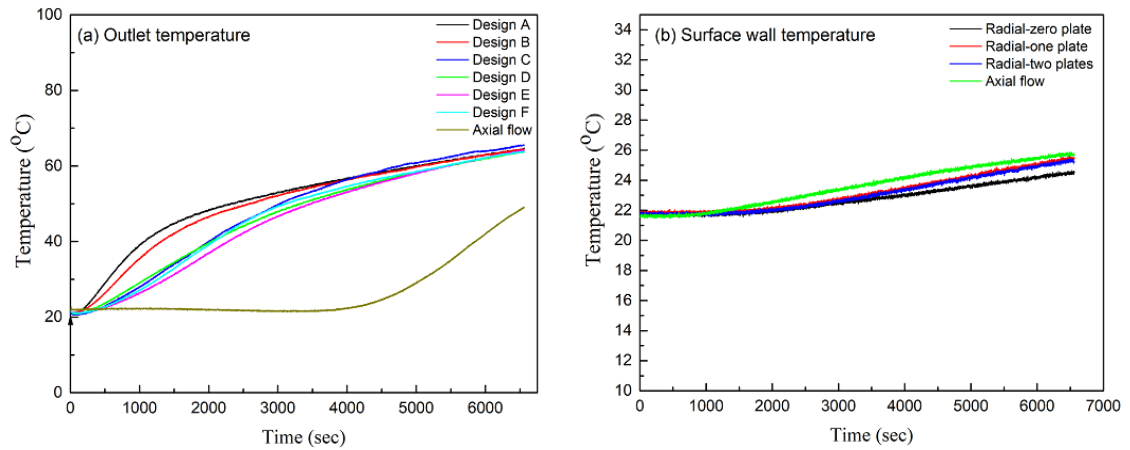 (a) Outlet temperature
Design A
Design B
Design C
Design D
Design E
Design F
Axial flow
100
80
60
40
20
0
Temperature (°C)
0 1000 2000 3000 4000 5000 6000
Time (sec)
(b) Surface wall temperature
Radial-zero plate
Radial-one plate
Radial-two plates
Axial flow
34
32
30
28
26
24
22
20
18
16
14
12
10
Temperature (°C)
0 1000 2000 3000 4000 5000 6000 7000
Time (sec)